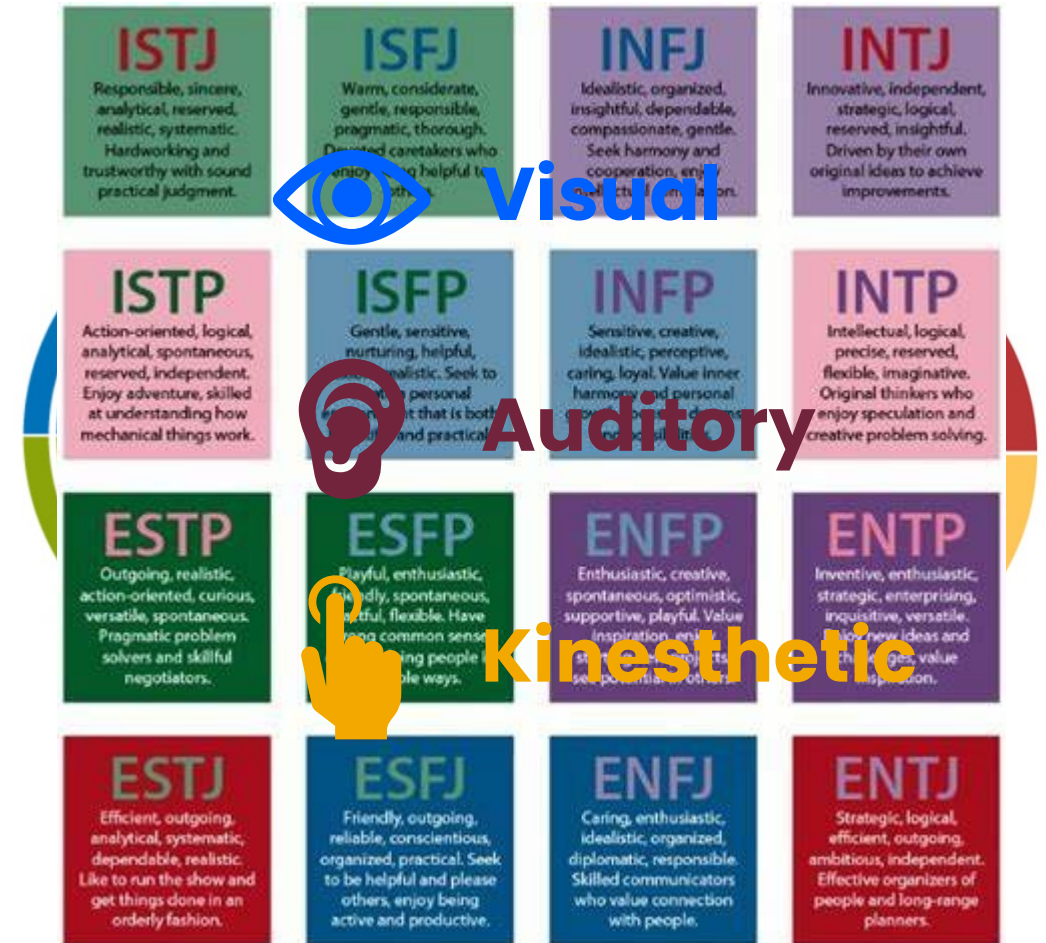 ISTJ
Responsible, sincere,
analytical, reserved,
realistic, systematic.
Hardworking and
trustworthy with sound
practical judgment.
ISFJ
Warm, considerate,
gentle, responsible,
pragmatic, thorough.
caretakers who
enjoy helpful to
INFJ
Idealistic, organized,
insightful, dependable,
compassionate, gentle.
Seek harmony and
cooperation, enjoy
INTJ
Innovative, independent,
strategic, logical,
reserved, insightful.
Driven by their own
original ideas to achieve
improvements.
Visual
ISTP
Action-oriented, logical,
analytical, spontaneous,
reserved, independent.
Enjoy adventure, skilled
at understanding how
mechanical things work.
ISFP
Gentle, sensitive,
nurturing, helpful,
Seek to
personal
that is both
and practical.
INFP
Sensitive, creative,
idealistic, perceptive,
caring, loyal. Value inner
harmony and personal
INTP
Intellectual, logical,
precise, reserved,
flexible, imaginative.
Original thinkers who
enjoy speculation and
creative problem solving.
Auditory
ESTP
Outgoing, realistic,
action-oriented, curious,
versatile, spontaneous.
Pragmatic problem
solvers and skillful
negotiators.
ESFP
Playful, enthusiastic,
friendly, spontaneous,
flexible. Have
common sense,
people
ways.
ENFP
Enthusiastic, creative,
spontaneous, optimistic,
supportive, playful. Value
inspiration, enjoy
ENTP
Inventive, enthusiastic,
strategic, enterprising,
inquisitive, versatile.
Enjoy new ideas and
value
inspiration.
Kinesthetic
ESTJ
Efficient, outgoing,
analytical, systematic,
dependable, realistic.
Like to run the show and
get things done in an
orderly fashion.
ESFJ
Friendly, outgoing,
reliable, conscientious,
organized, practical. Seek
to be helpful and please
others, enjoy being
active and productive.
ENFJ
Caring, enthusiastic,
idealistic, organized,
diplomatic, responsible.
Skilled communicators
who value connection
with people.
ENTJ
Strategic, logical,
efficient, outgoing,
ambitious, independent.
Effective organizers of
people and long-range
planners.